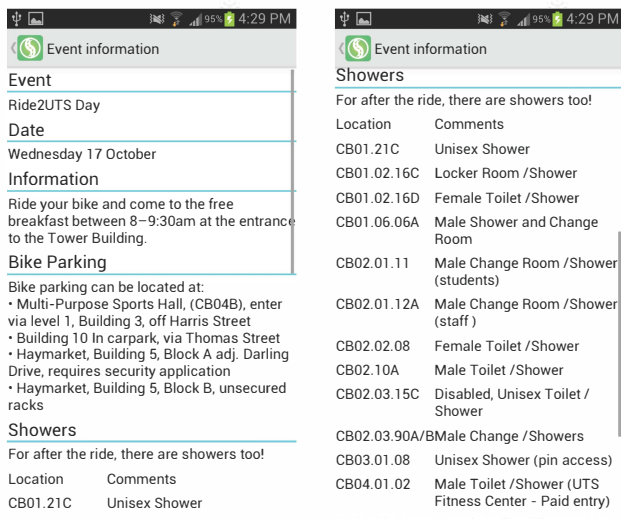 95% 4:29 PM
Event information
Event
Ride2UTS Day
Date
Wednesday 17 October
Information
Ride your bike and come to the free
breakfast between 8–9:30am at the entrance
to the Tower Building.
Bike Parking
Bike parking can be located at:
• Multi-Purpose Sports Hall, (CB04B), enter
via level 1, Building 3, off Harris Street
• Building 10 In carpark, via Thomas Street
• Haymarket, Building 5, Block A adj. Darling
Drive, requires security application
• Haymarket, Building 5, Block B, unsecured
racks
Showers
For after the ride, there are showers too!
Location Comments
CB01.21C Unisex Shower
95% 4:29 PM
Event information
Showers
For after the ride, there are showers too!
Location Comments
CB01.21C Unisex Shower
CB01.02.16C Locker Room /Shower
CB01.02.16D Female Toilet /Shower
CB01.06.06A Male Shower and Change
Room
CB02.01.11 Male Change Room /Shower
(students)
CB02.01.12A Male Change Room /Shower
(staff )
CB02.02.08 Female Toilet /Shower
CB02.10A Male Toilet /Shower
CB02.03.15C Disabled, Unisex Toilet /
Shower
CB02.03.90A/BMale Change /Showers
CB03.01.08 Unisex Shower (pin access)
CB04.01.02 Male Toilet /Shower (UTS
Fitness Center - Paid entry)